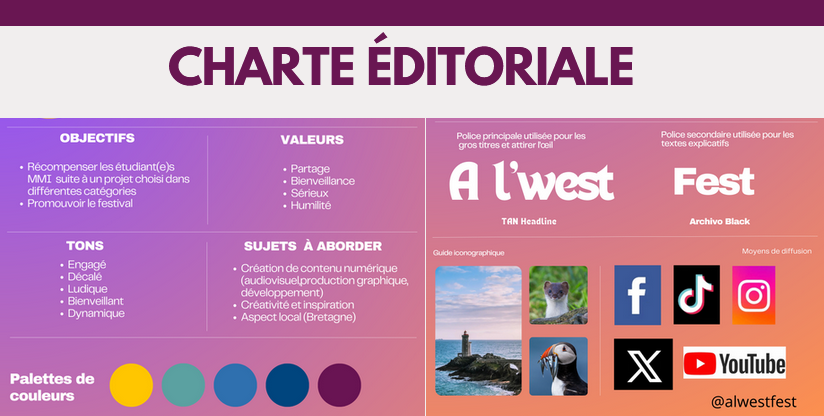 CHARTE ÉDITORIALE
OBJECTIFS
Récompenser les étudiant(e)s
MMI suite à un projet choisi dans
différentes catégories
Promouvoir le festival
VALEURS
Partage
Bienveillance
Sérieux
Humilité
TONS
Engagé
Décalé
Ludique
Bienveillant
Dynamique
SUJETS À ABORDER
Création de contenu numérique
(audiovisuel,production graphique,
développement)
Créativité et inspiration
Aspect local (Bretagne)
Palettes de
couleurs
Police principale utilisée pour les
gros titres et attirer l'œil
A l'west
TAN Headline
Police secondaire utilisée pour les
textes explicatifs
Fest
Archivo Black
Guide iconographique
Moyens de diffusion
YouTube
@alwestfest